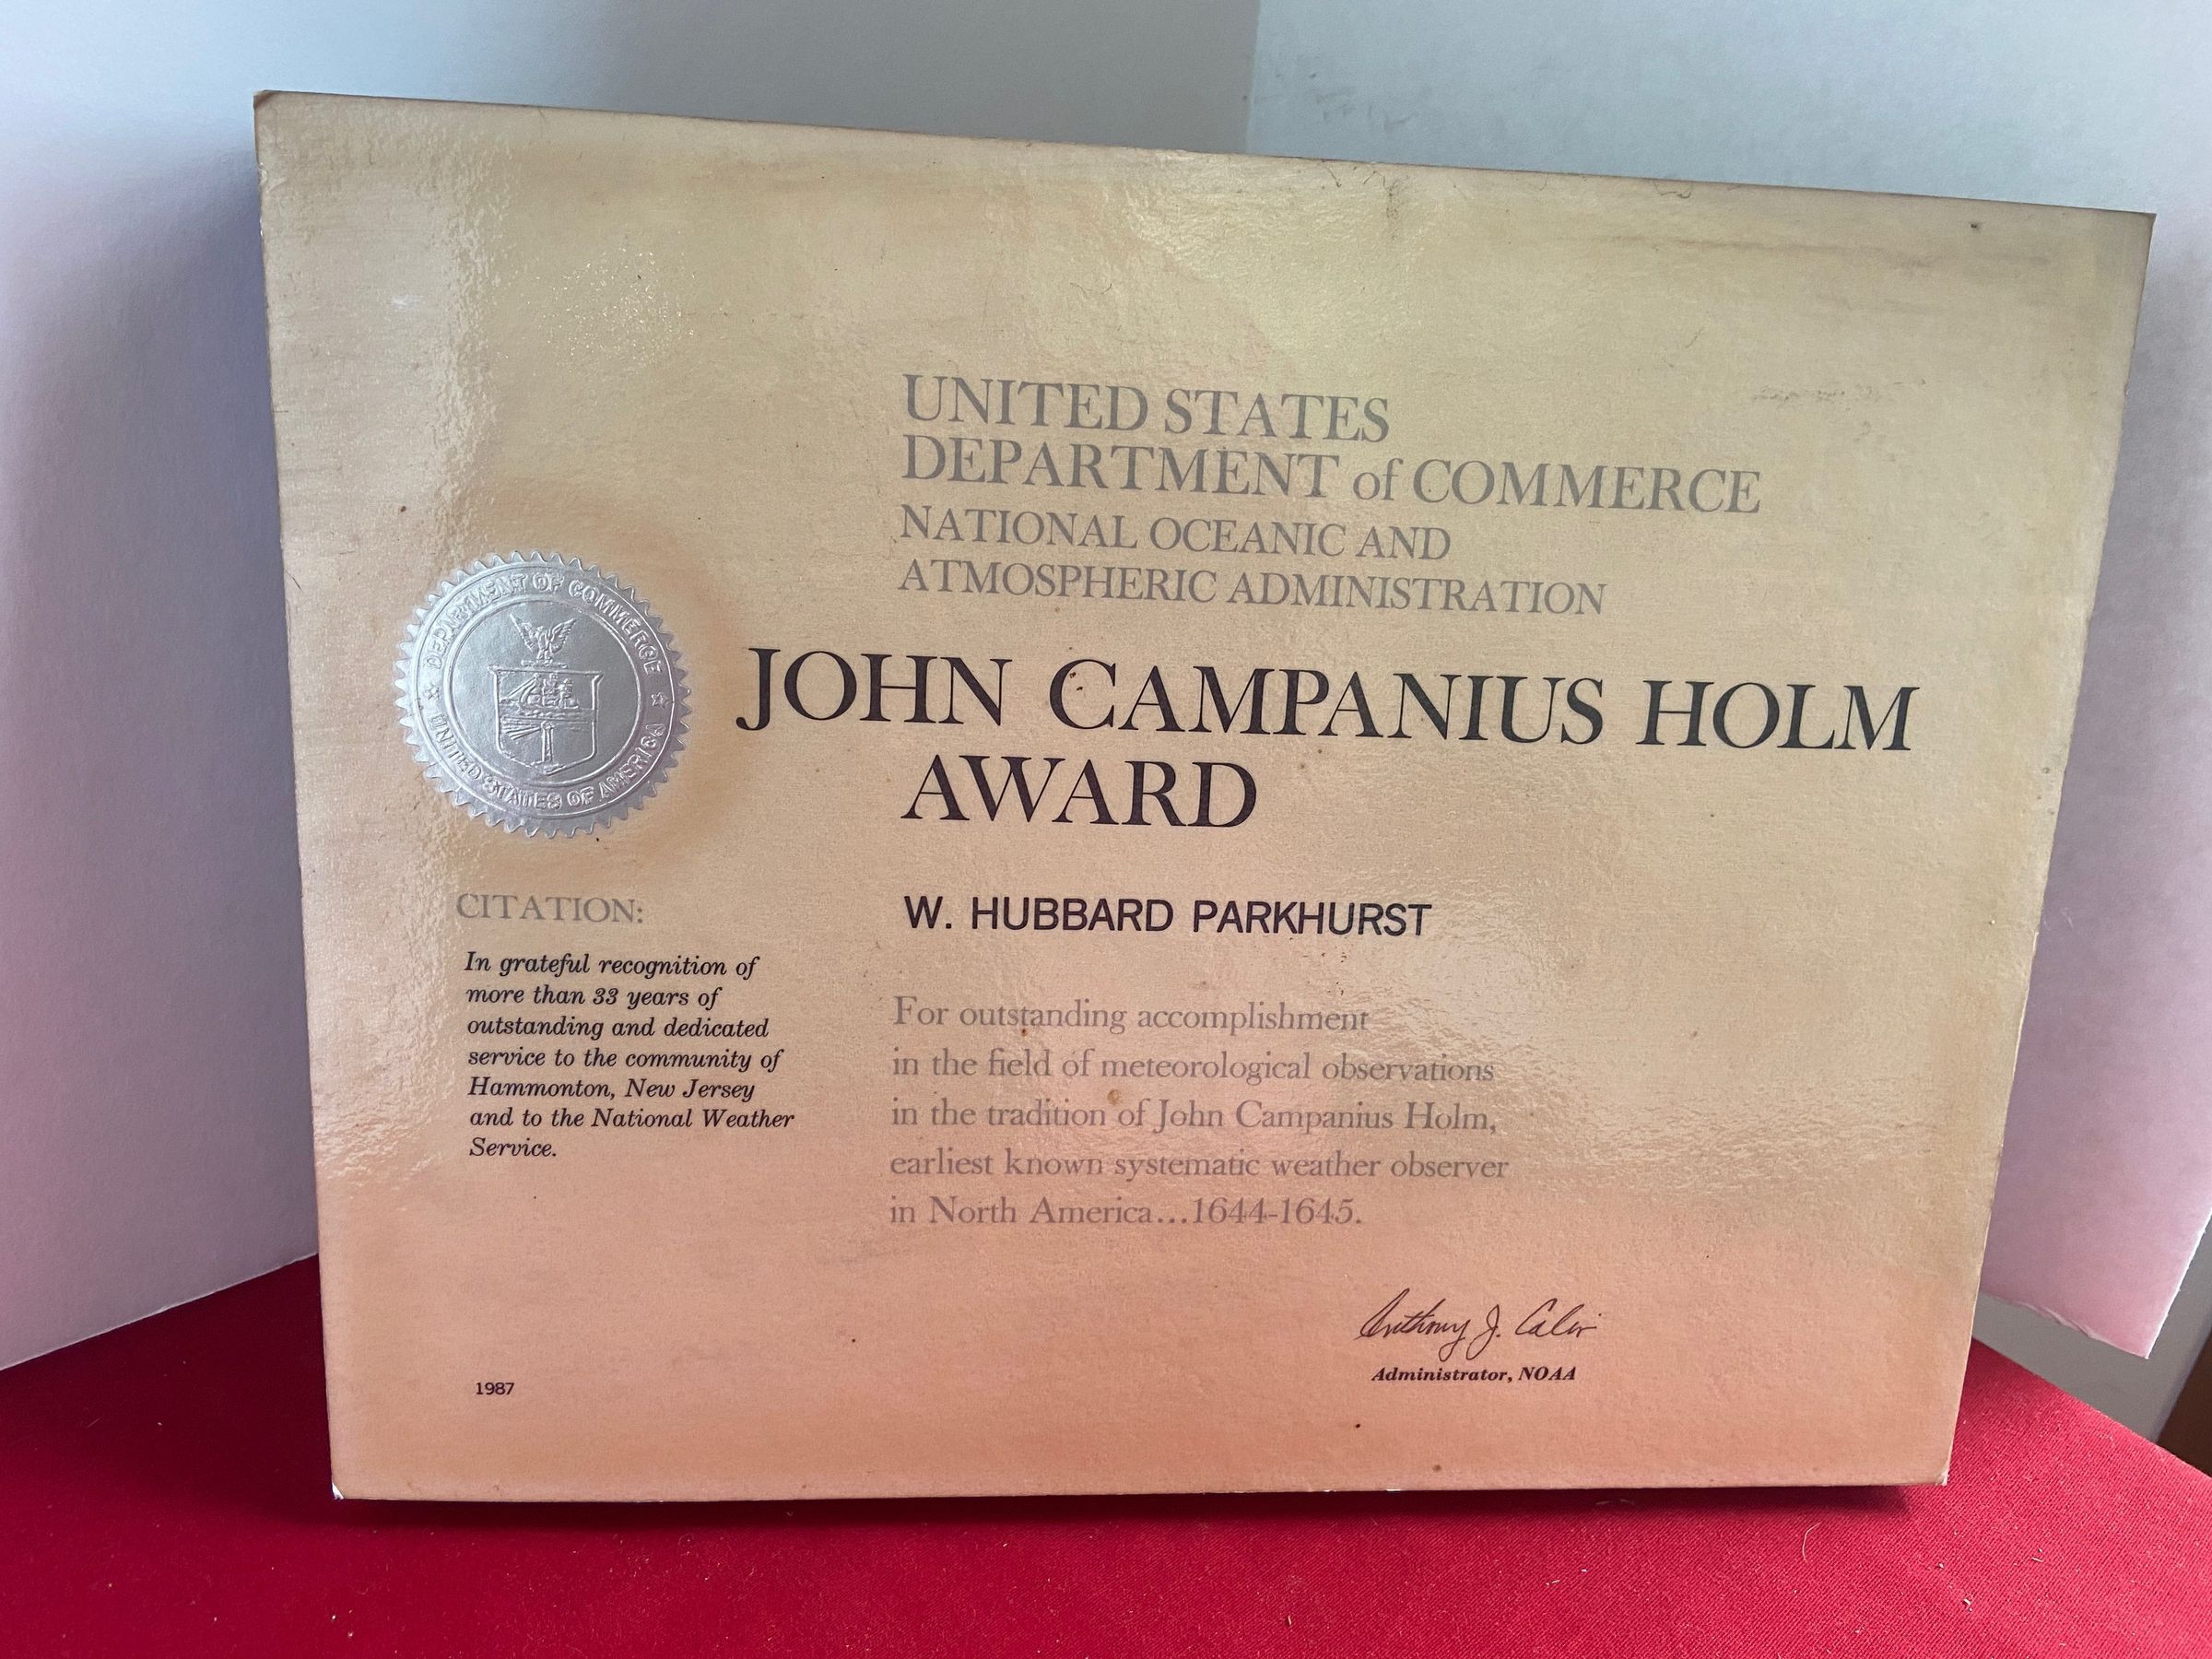 UNITED STATES
DEPARTMENT of COMMERCE
NATIONAL OCEANIC AND
ATMOSPHERIC ADMINISTRATION
DEPARTMENT OF COMMERCE
UNITED STATES OF AMERICA
JOHN CAMPANIUS HOLM
AWARD
CITATION:
In grateful recognition of
more than 33 years of
outstanding and dedicated
service to the community of
Hammonton, New Jersey
and to the National Weather
Service.
W. HUBBARD PARKHURST
For outstanding accomplishment
in the field of meteorological observations
in the tradition of John Campanius Holm,
earliest known systematic weather observer
in North America...1644-1645.
Anthony J. Calio
Administrator, NOAA
1987